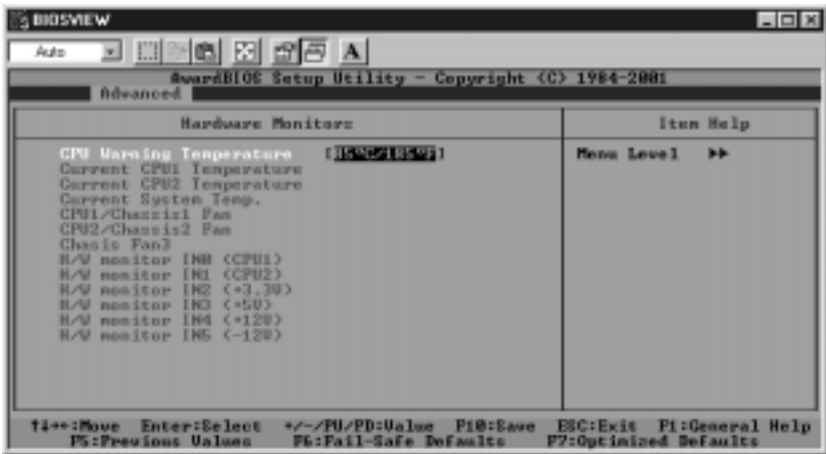 BIOSVIEW
Auto A
AwardBIOS Setup Utility - Copyright (C) 1984-2001
Advanced
Hardware Monitors Item Help
CPU Warning Temperature [85°C/185°F] Menu Level ▸▸
Current CPU1 Temperature
Current CPU2 Temperature
Current System Temp.
CPU1/Chassis1 Fan
CPU2/Chassis2 Fan
Chasis Fan3
H/W monitor IN0 (CPU1)
H/W monitor IN1 (CPU2)
H/W monitor IN2 (+3.3V)
H/W monitor IN3 (+5V)
H/W monitor IN4 (+12V)
H/W monitor IN5 (-12V)
↑↓→←:Move Enter:Select +/-/PU/PD:Value F10:Save ESC:Exit F1:General Help
F5:Previous Values F6:Fail-Safe Defaults F7:Optimized Defaults